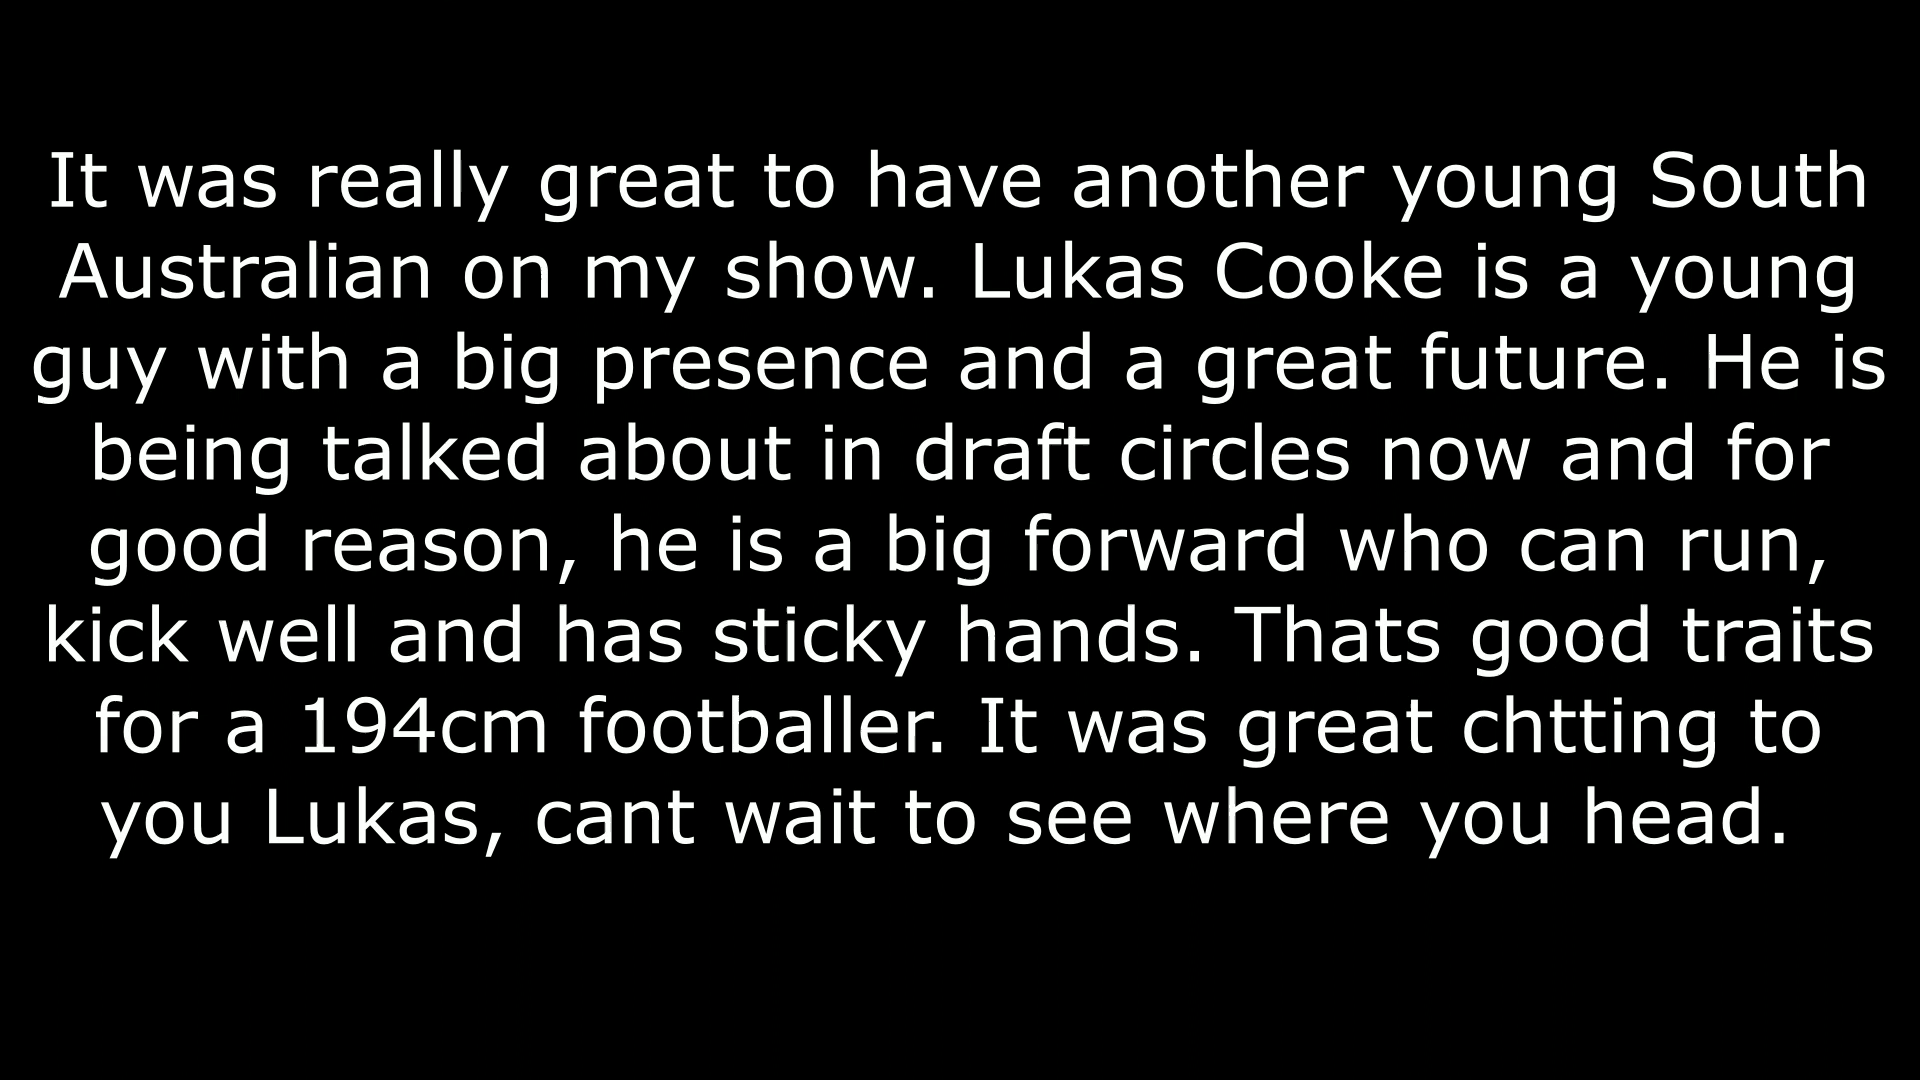 It was really great to have another young South
Australian on my show. Lukas Cooke is a young
guy with a big presence and a great future. He is
being talked about in draft circles now and for
good reason, he is a big forward who can run,
kick well and has sticky hands. Thats good traits
for a 194cm footballer. It was great chtting to
you Lukas, cant wait to see where you head.